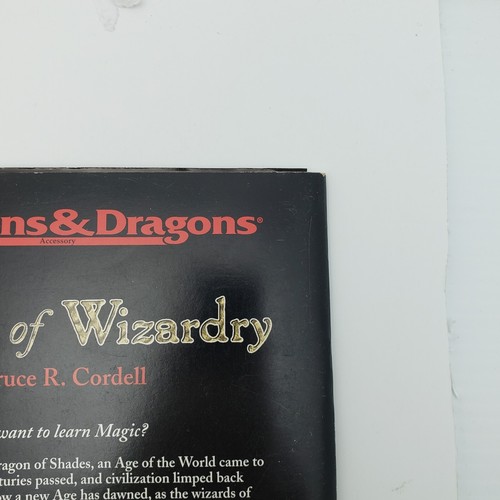 ns&Dragons®
Accessory
of Wizardry
ruce R. Cordell
want to learn Magic?
ragon of Shades, an Age of the World came to
turies passed, and civilization limped back
ow a new Age has dawned, as the wizards of